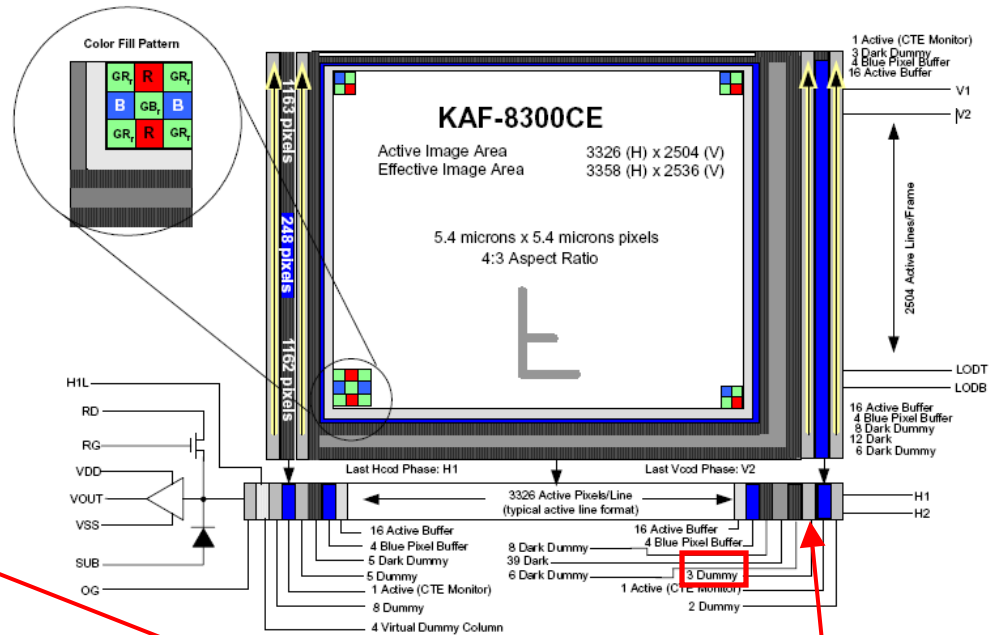 Color Fill Pattern
GRr R GRr
B GBr B
GRr R GRr
1163 pixels
248 pixels
1162 pixels
KAF-8300CE
Active Image Area 3326 (H) x 2504 (V)
Effective Image Area 3358 (H) x 2536 (V)
5.4 microns x 5.4 microns pixels
4:3 Aspect Ratio
1 Active (CTE Monitor)
3 Dark Dummy
4 Blue Pixel Buffer
16 Active Buffer
V1
V2
2504 Active Lines/Frame
LODT
LODB
16 Active Buffer
4 Blue Pixel Buffer
8 Dark Dummy
12 Dark
6 Dark Dummy
H1L
RD
RG
VDD
VOUT
VSS
SUB
OG
Last Hccd Phase: H1
Last Vccd Phase: V2
3326 Active Pixels/Line
(typical active line format)
H1
H2
16 Active Buffer
4 Blue Pixel Buffer
5 Dark Dummy
5 Dummy
1 Active (CTE Monitor)
8 Dummy
4 Virtual Dummy Column
16 Active Buffer
4 Blue Pixel Buffer
8 Dark Dummy
39 Dark
6 Dark Dummy
3 Dummy
1 Active (CTE Monitor)
2 Dummy